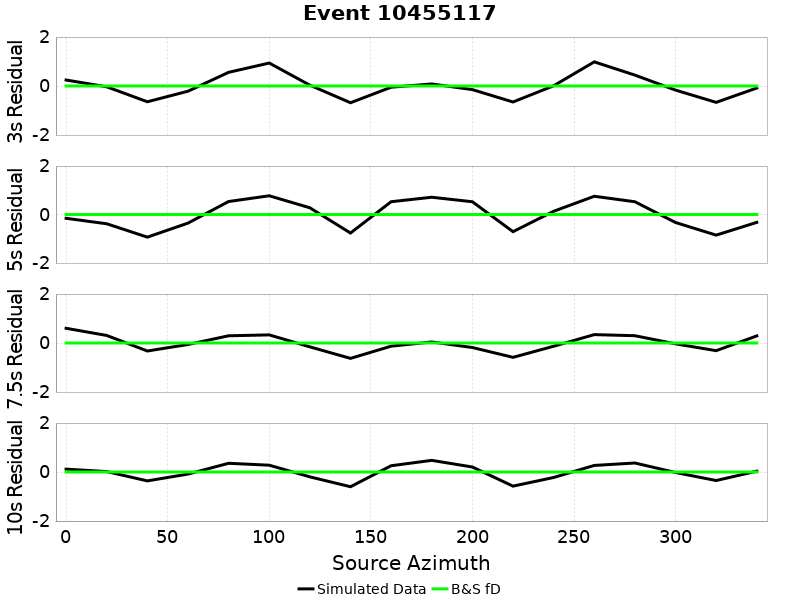 Event 10455117
3s Residual
2
0
-2
5s Residual
2
0
-2
7.5s Residual
2
0
-2
10s Residual
2
0
-2
0 50 100 150 200 250 300
Source Azimuth
Simulated Data B&S fD